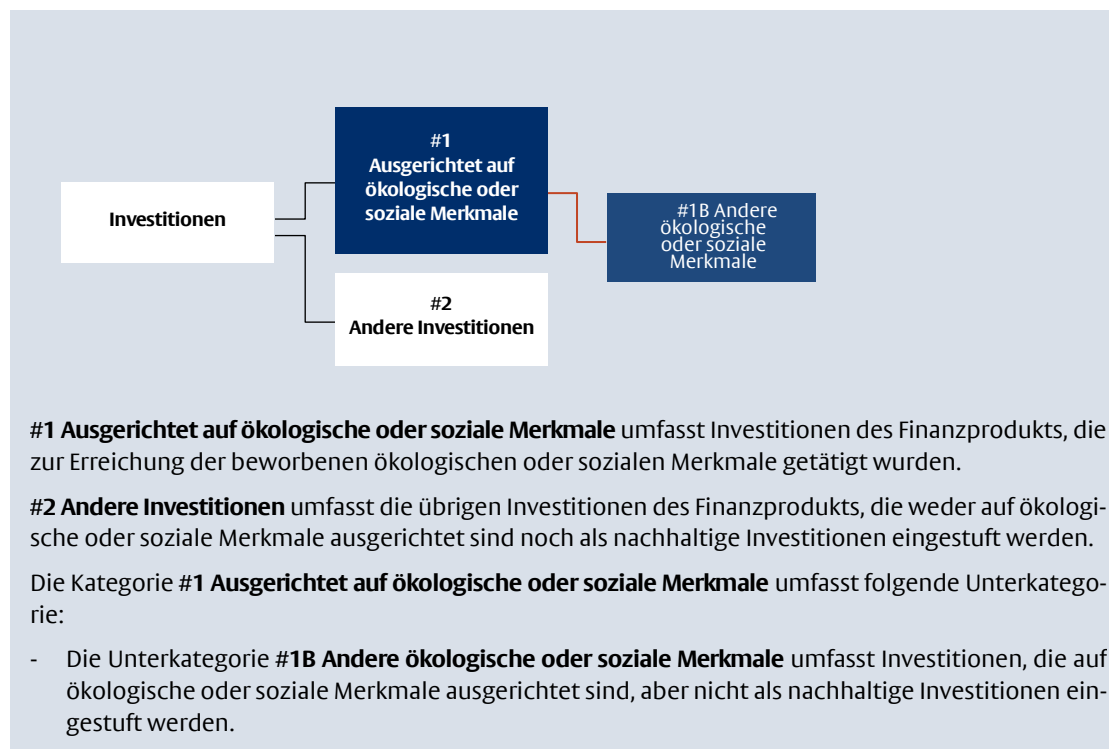 #1
Ausgerichtet auf
ökologische oder
soziale Merkmale
Investitionen
#1B Andere
ökologische
oder soziale
Merkmale
#2
Andere Investitionen
#1 Ausgerichtet auf ökologische oder soziale Merkmale umfasst Investitionen des Finanzprodukts, die
zur Erreichung der beworbenen ökologischen oder sozialen Merkmale getätigt wurden.
#2 Andere Investitionen umfasst die übrigen Investitionen des Finanzprodukts, die weder auf ökologi-
sche oder soziale Merkmale ausgerichtet sind noch als nachhaltige Investitionen eingestuft werden.
Die Kategorie #1 Ausgerichtet auf ökologische oder soziale Merkmale umfasst folgende Unterkatego-
rie:
- Die Unterkategorie #1B Andere ökologische oder soziale Merkmale umfasst Investitionen, die auf
ökologische oder soziale Merkmale ausgerichtet sind, aber nicht als nachhaltige Investitionen ein-
gestuft werden.